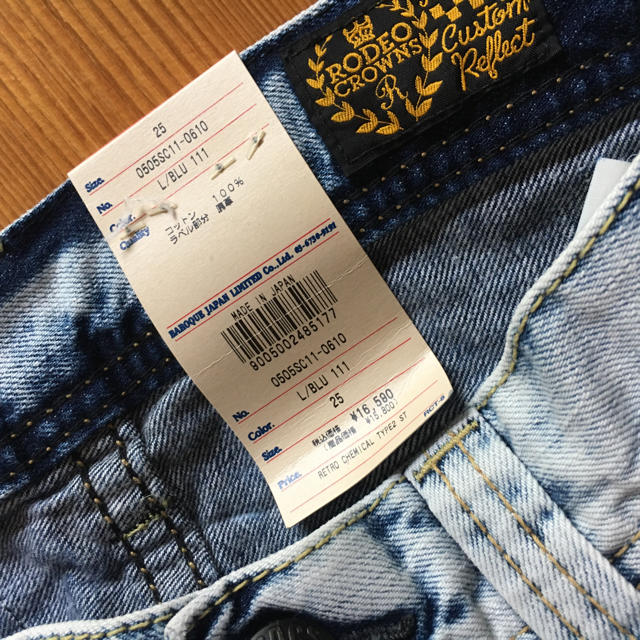 RODEO
CROWNS
R
Custom
Reflect
Size. 25
No. 0505SC11-0610
Color. L/BLU 111
Quality コットン 100%
ラベル部分
BAROQUE JAPAN LIMITED Co.,Ltd.
MADE IN JAPAN
9005002485177
No. 0505SC11-0610
Color. L/BLU 111
Size. 25
Price. 税込価格 ¥16,590
RETRO CHEMICAL TYPE2 ST